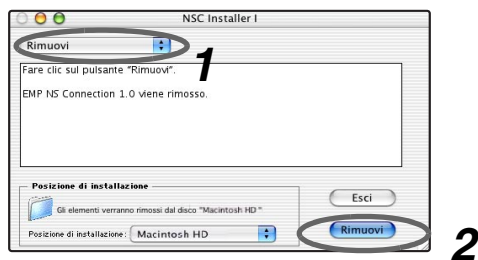 NSC Installer I
Rimuovi
1
Fare clic sul pulsante "Rimuovi".
EMP NS Connection 1.0 viene rimosso.
Posizione di installazione
Gli elementi verranno rimossi dal disco "Macintosh HD "
Posizione di installazione: Macintosh HD
Esci
Rimuovi
2